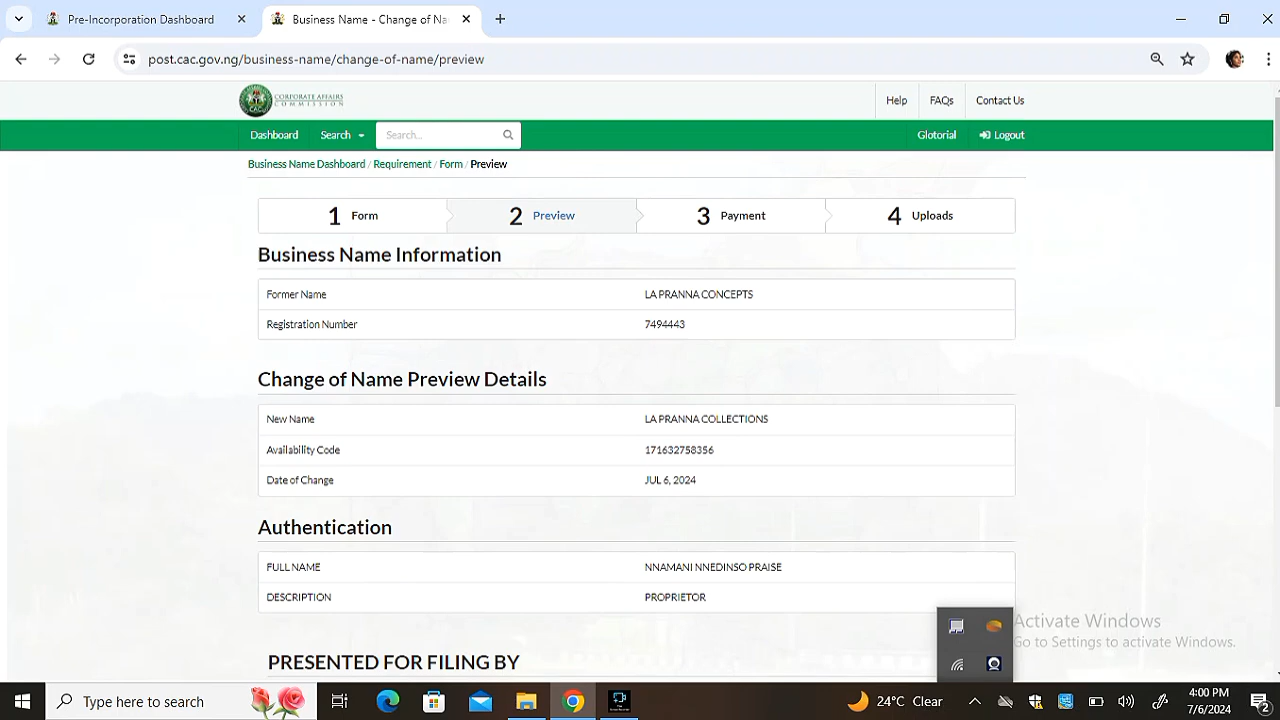 Pre-Incorporation Dashboard
Business Name - Change of Na
post.cac.gov.ng/business-name/change-of-name/preview
CORPORATE AFFAIRS
COMMISSION
Help FAQs Contact Us
Dashboard Search Search... Glotorial Logout
Business Name Dashboard / Requirement / Form / Preview
1 Form 2 Preview 3 Payment 4 Uploads
Business Name Information
Former Name LA PRANNA CONCEPTS
Registration Number 7494443
Change of Name Preview Details
New Name LA PRANNA COLLECTIONS
Availability Code 171632758356
Date of Change JUL 6, 2024
Authentication
FULL NAME NNAMANI NNEDINSO PRAISE
DESCRIPTION PROPRIETOR
Activate Windows
Go to Settings to activate Windows.
PRESENTED FOR FILING BY
Type here to search
24°C Clear
4:00 PM
7/6/2024
2